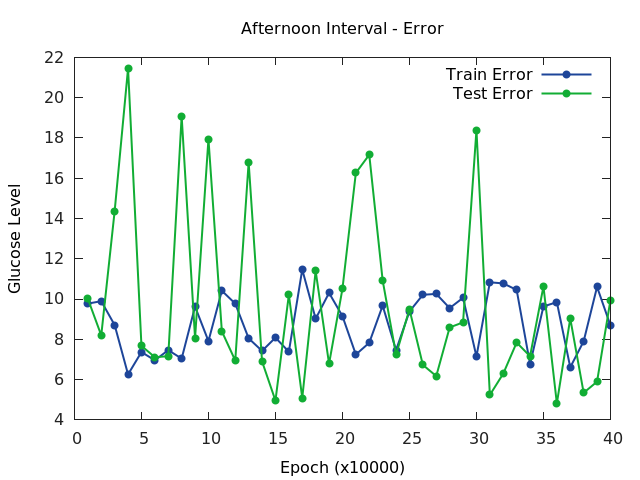 Afternoon Interval - Error
Train Error
Test Error
22
20
18
16
14
12
10
8
6
4
Glucose Level
0 5 10 15 20 25 30 35 40
Epoch (x10000)